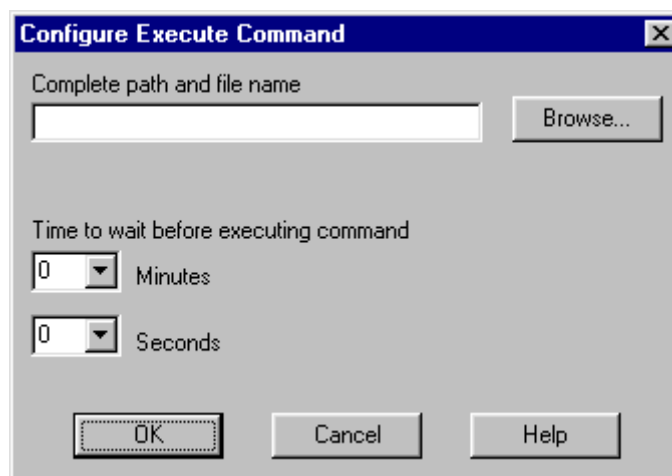 Configure Execute Command
Complete path and file name
Browse...
Time to wait before executing command
0 Minutes
0 Seconds
OK Cancel Help